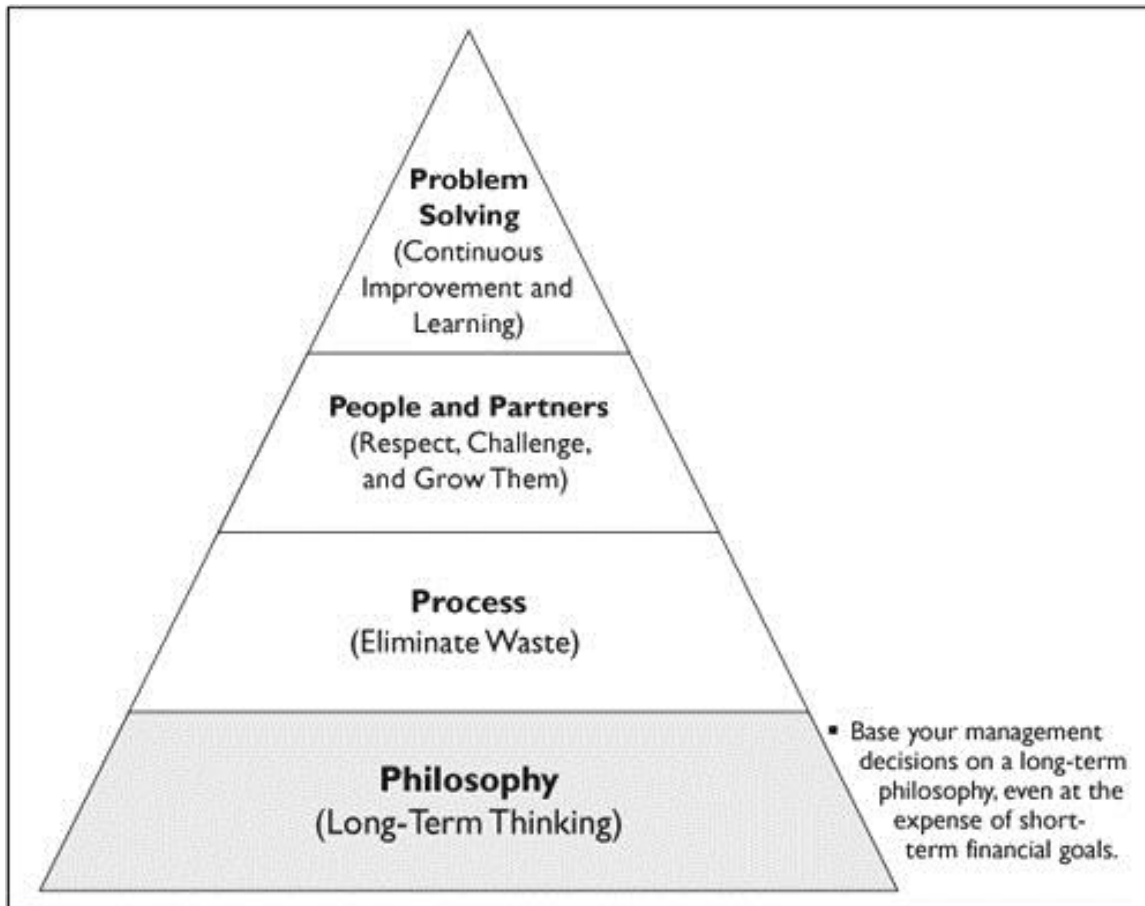 Problem
Solving
(Continuous
Improvement and
Learning)
People and Partners
(Respect, Challenge,
and Grow Them)
Process
(Eliminate Waste)
Philosophy
(Long-Term Thinking)
▪ Base your management
decisions on a long-term
philosophy, even at the
expense of short-
term financial goals.